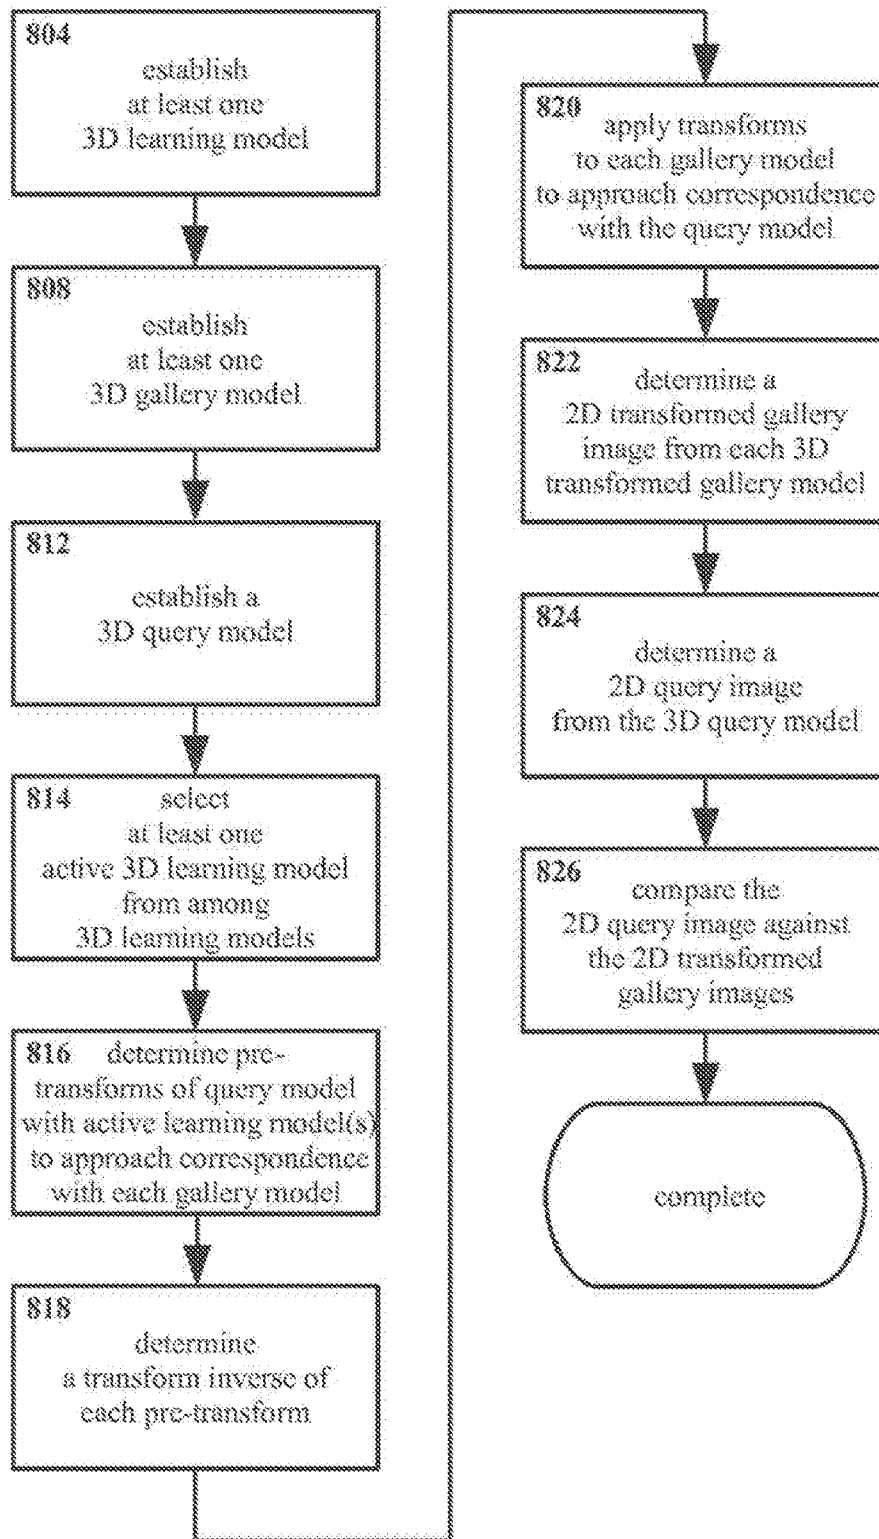 804
establish
at least one
3D learning model
808
establish
at least one
3D gallery model
812
establish a
3D query model
814 select
at least one
active 3D learning model
from among
3D learning models
816 determine pre-
transforms of query model
with active learning model(s)
to approach correspondence
with each gallery model
818
determine
a transform inverse of
each pre-transform
820
apply transforms
to each gallery model
to approach correspondence
with the query model
822
determine a
2D transformed gallery
image from each 3D
transformed gallery model
824
determine a
2D query image
from the 3D query model
826
compare the
2D query image against
the 2D transformed
gallery images
complete